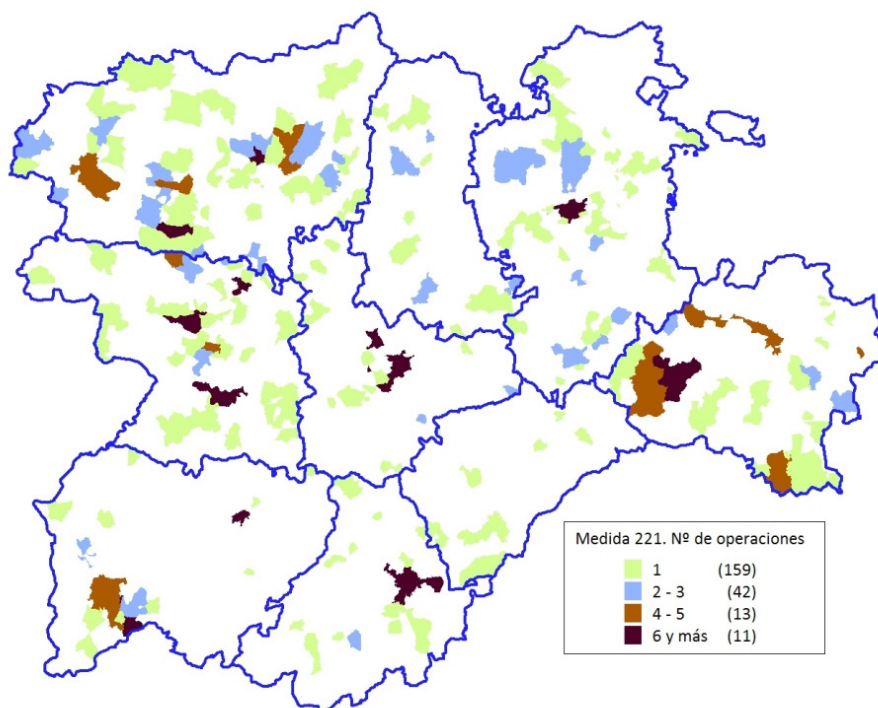 Medida 221. Nº de operaciones
1 (159)
2 - 3 (42)
4 - 5 (13)
6 y más (11)